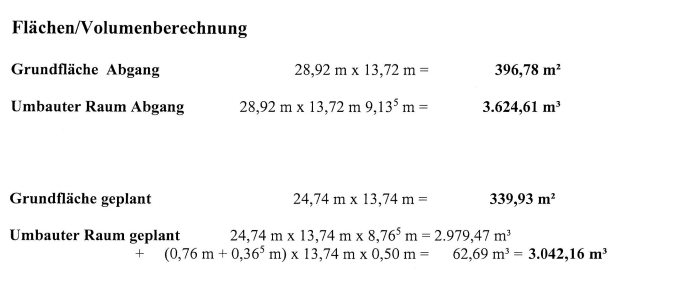 Flächen/Volumenberechnung
Grundfläche Abgang 28,92 m x 13,72 m = 396,78 m²
Umbauter Raum Abgang 28,92 m x 13,72 m 9,13⁵ m = 3.624,61 m³
Grundfläche geplant 24,74 m x 13,74 m = 339,93 m²
Umbauter Raum geplant 24,74 m x 13,74 m x 8,76⁵ m = 2.979,47 m³
+ (0,76 m + 0,36⁵ m) x 13,74 m x 0,50 m = 62,69 m³ = 3.042,16 m³